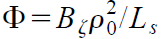 Φ = B_ζ ρ_0^2 / L_s